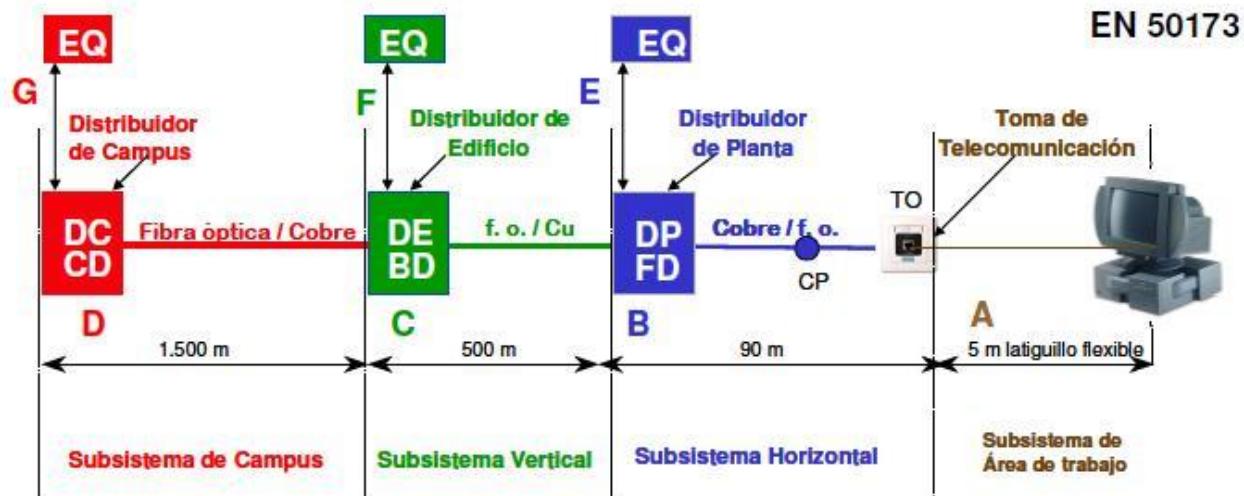 EN 50173
EQ
EQ
EQ
G
F
E
Distribuidor
de Campus
Distribuidor de
Edificio
Distribuidor
de Planta
Toma de
Telecomunicación
TO
DC
CD
Fibra òptica / Cobre
DE
BD
f. o. / Cu
DP
FD
Cobre / f. o.
CP
D
C
B
A
1.500 m
500 m
90 m
5 m latiguillo flexible
Subsistema de Campus
Subsistema Vertical
Subsistema Horizontal
Subsistema de
Área de trabajo